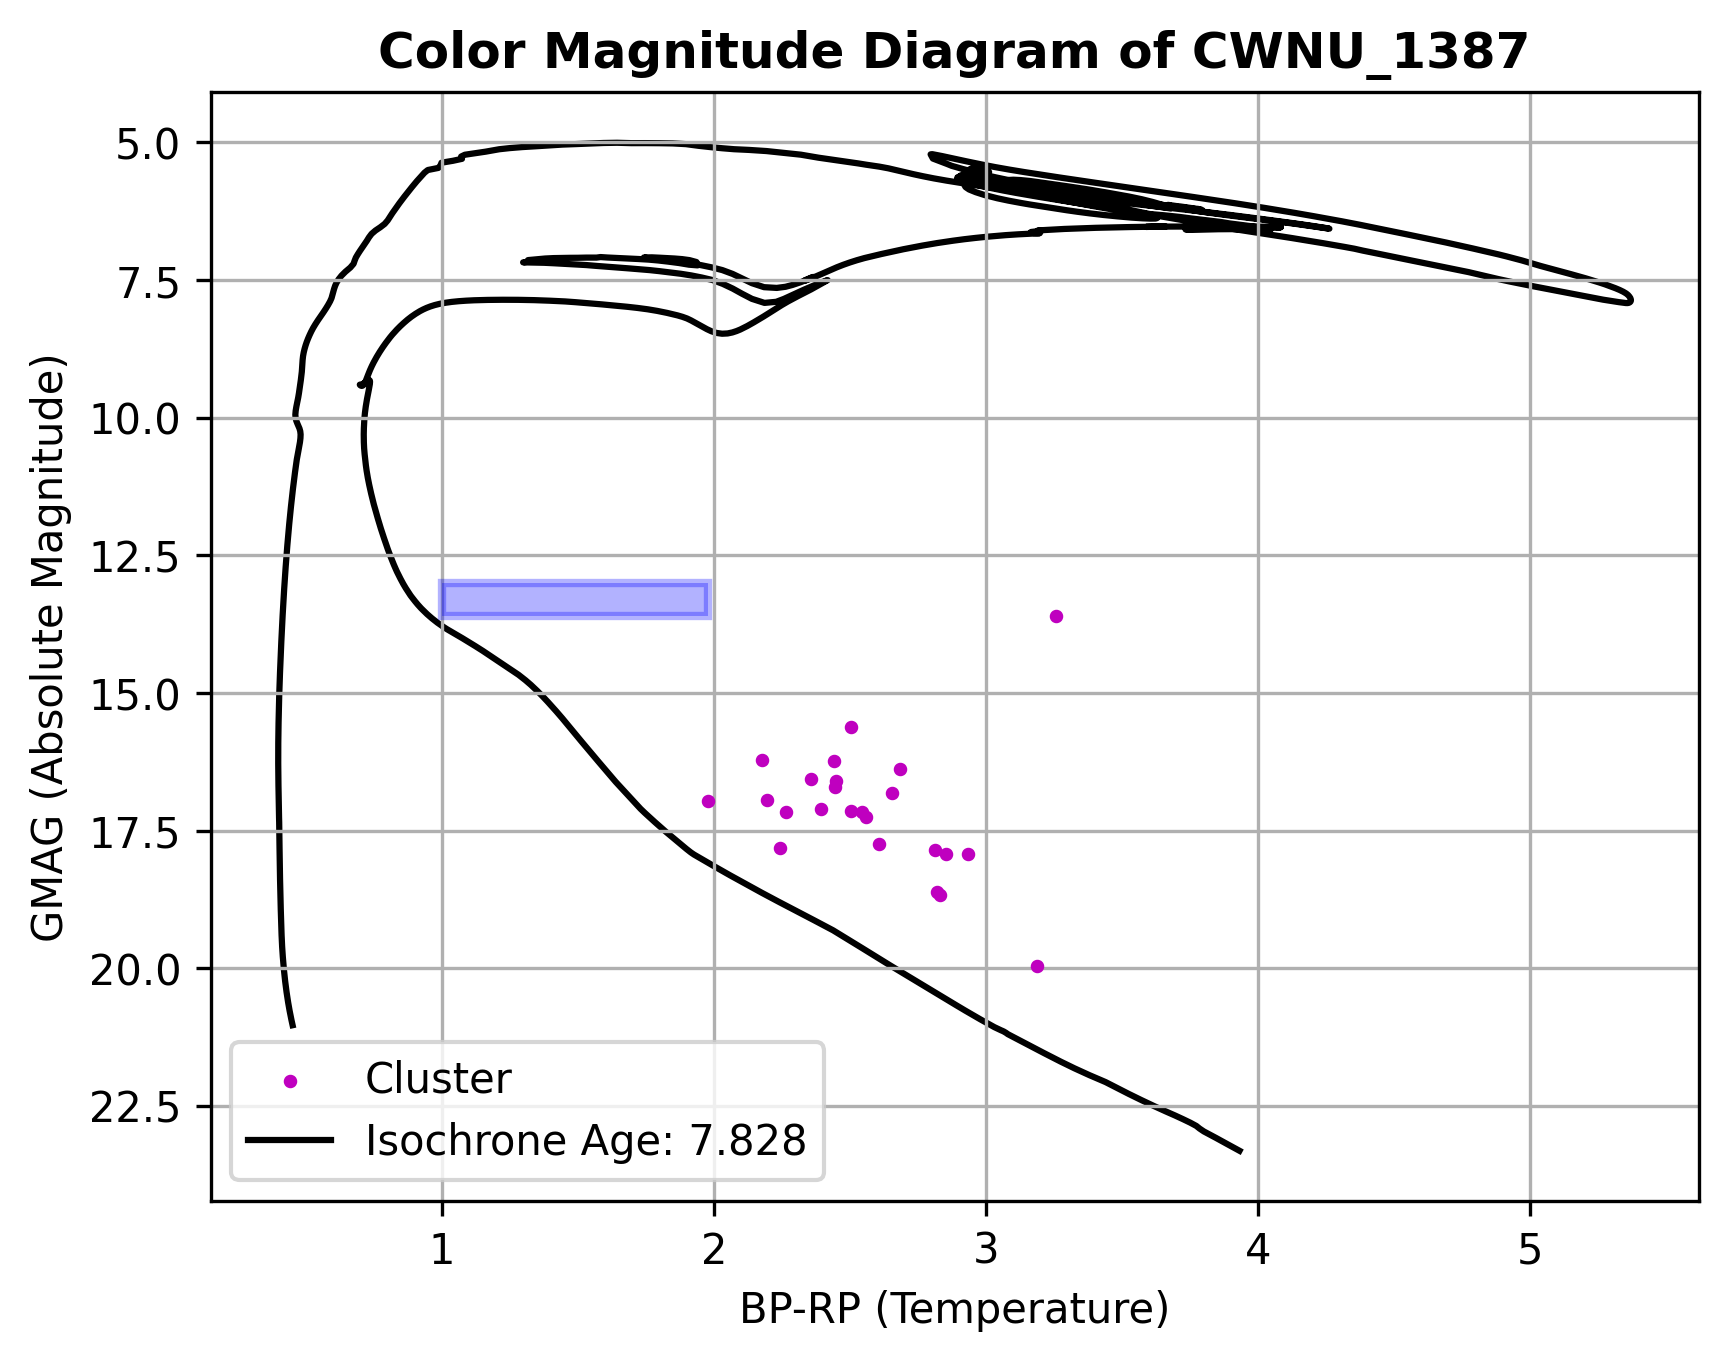 Color Magnitude Diagram of CWNU_1387
GMAG (Absolute Magnitude)
5.0
7.5
10.0
12.5
15.0
17.5
20.0
22.5
Cluster
Isochrone Age: 7.828
1 2 3 4 5
BP-RP (Temperature)